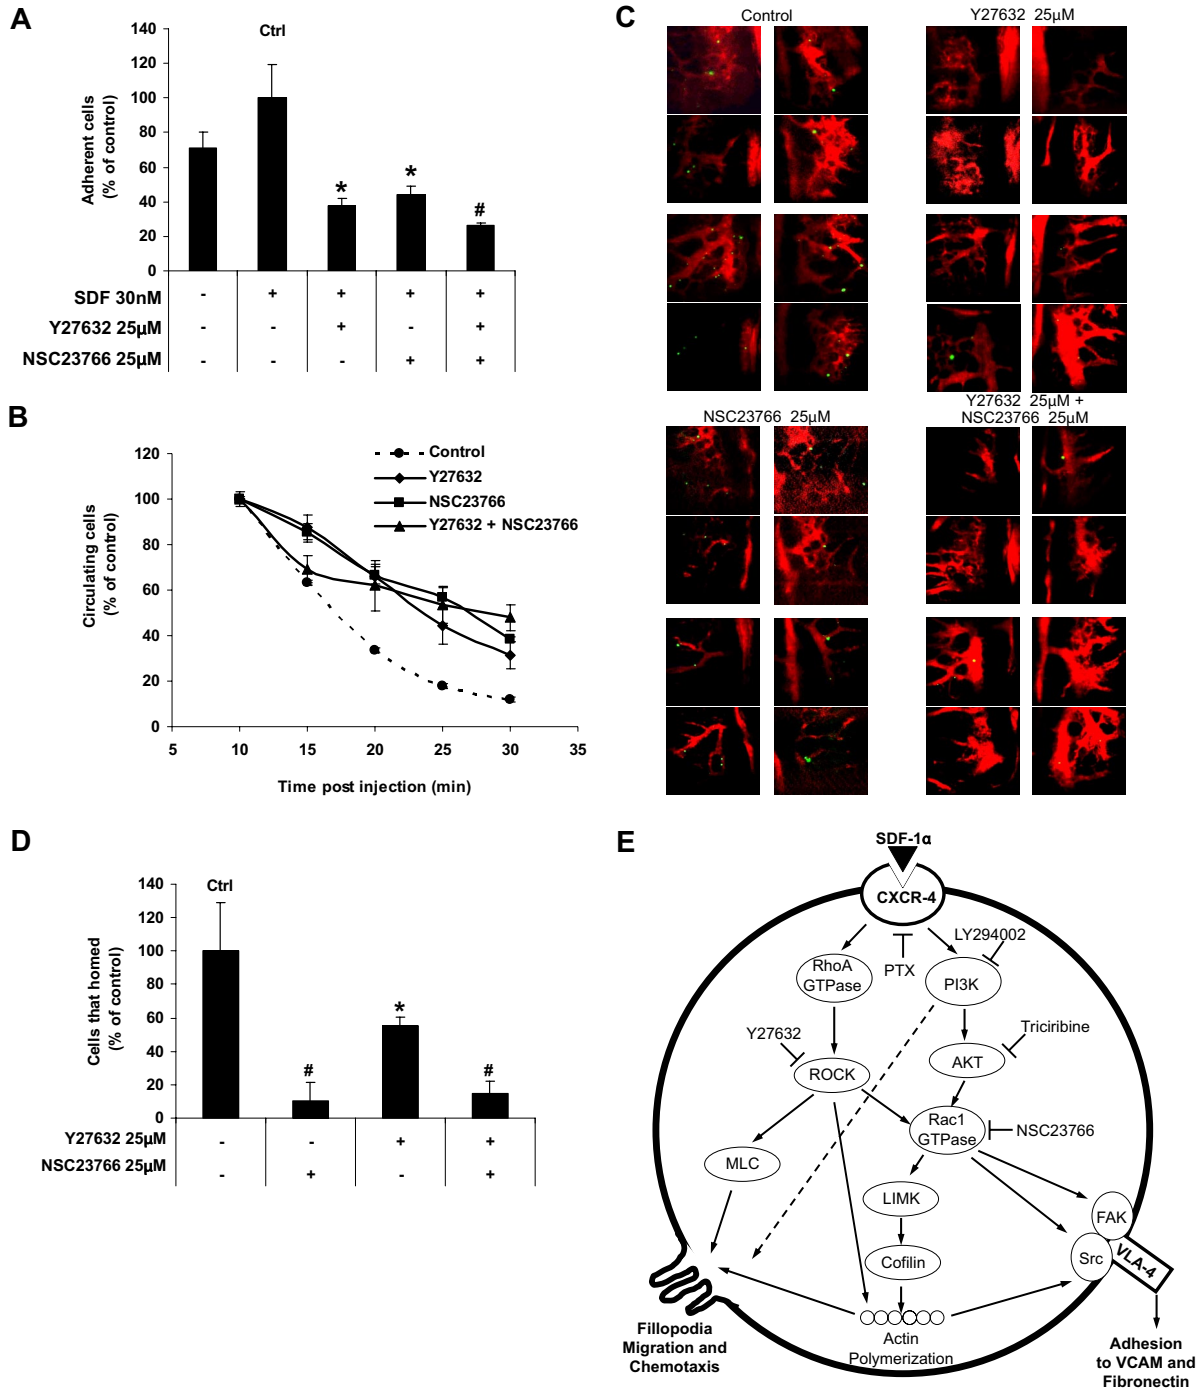 A
140
120
100
80
60
40
20
0
Adherent cells
(% of control)
Ctrl
*
*
#
SDF 30nM - + + + +
Y27632 25µM - - + - +
NSC23766 25µM - - - + +
B
120
100
80
60
40
20
0
Circulating cells
(% of control)
Control
Y27632
NSC23766
Y27632 + NSC23766
5 10 15 20 25 30 35
Time post injection (min)
C
Control
Y27632 25µM
NSC23766 25µM
Y27632 25µM +
NSC23766 25µM
D
140
120
100
80
60
40
20
0
Cells that homed
(% of control)
Ctrl
#
*
#
Y27632 25µM - - + +
NSC23766 25µM - + - +
E
SDF-1α
CXCR-4
LY294002
PTX
RhoA
GTPase
PI3K
Y27632
Triciribine
ROCK
AKT
Rac1
GTPase
NSC23766
MLC
LIMK
FAK
Src
VLA-4
Cofilin
Actin
Polymerization
Fillopodia
Migration and
Chemotaxis
Adhesion
to VCAM and
Fibronectin